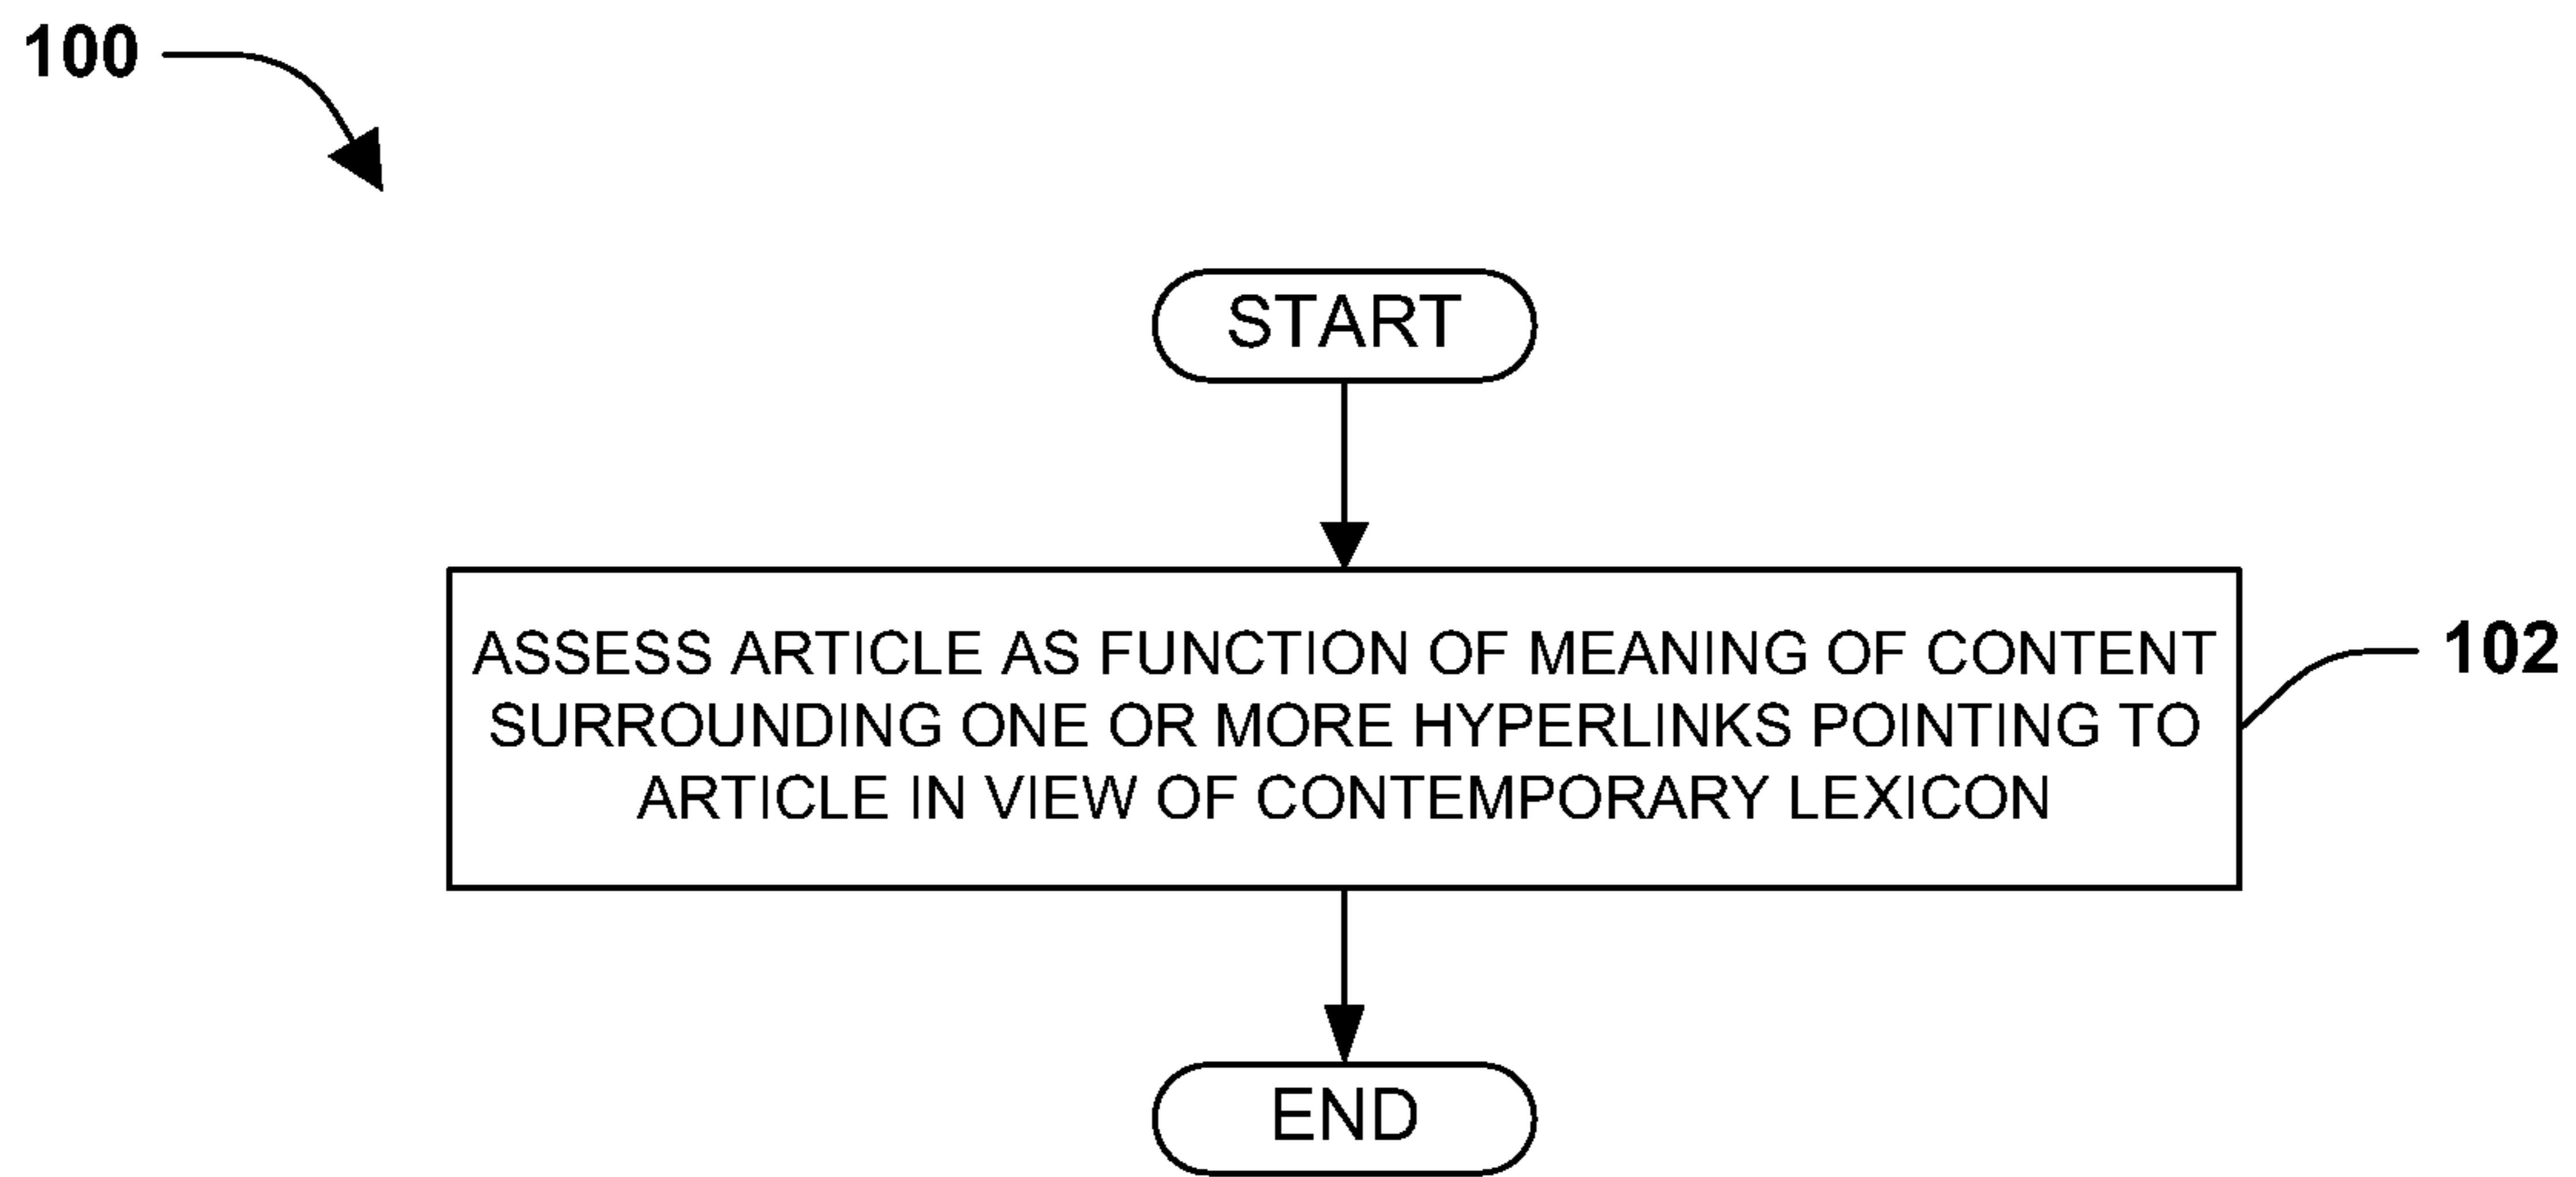 100
START
ASSESS ARTICLE AS FUNCTION OF MEANING OF CONTENT
SURROUNDING ONE OR MORE HYPERLINKS POINTING TO
ARTICLE IN VIEW OF CONTEMPORARY LEXICON
102
END